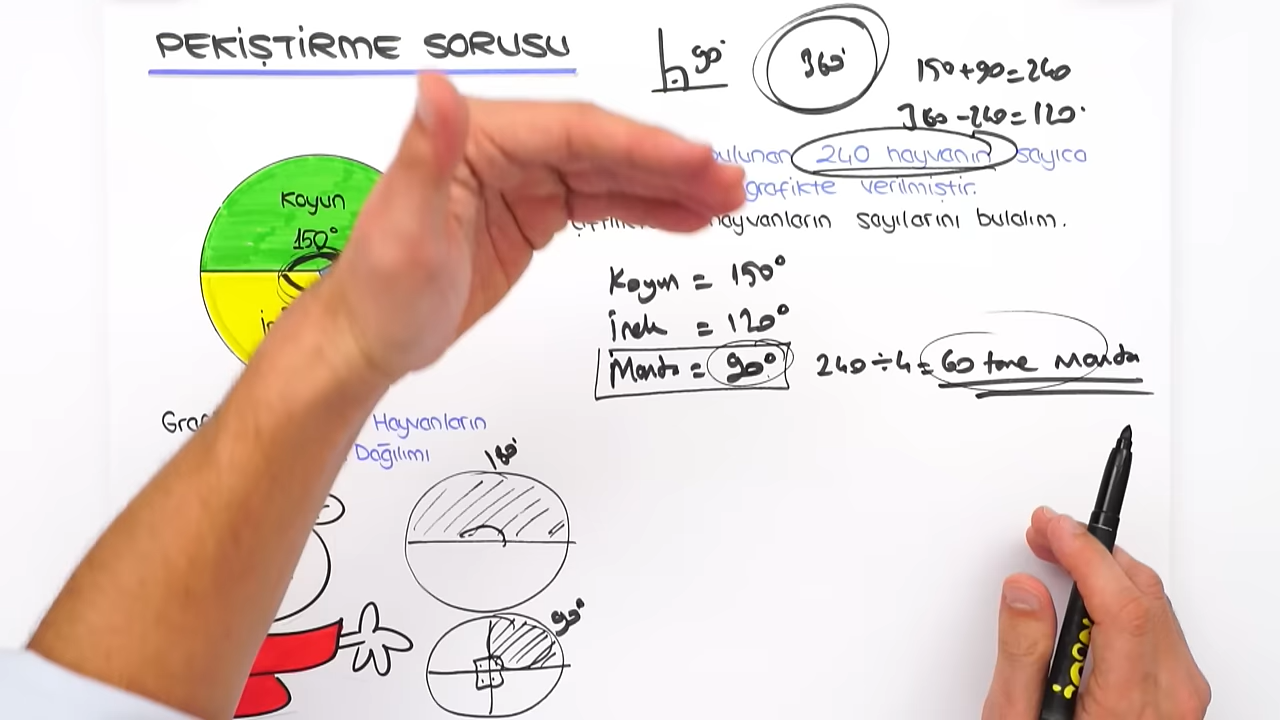 PEKİŞTİRME SORUSU
90°
360°
150+90=240
360-240=120°
bulunan 240 hayvanın sayıca
grafikte verilmiştir.
hayvanların sayılarını bulalım.
Koyun
150°
Koyun = 150°
İnek = 120°
Manda = 90°
240÷4=60 tane Manda
Hayvanların
Dağılımı
180°
90°